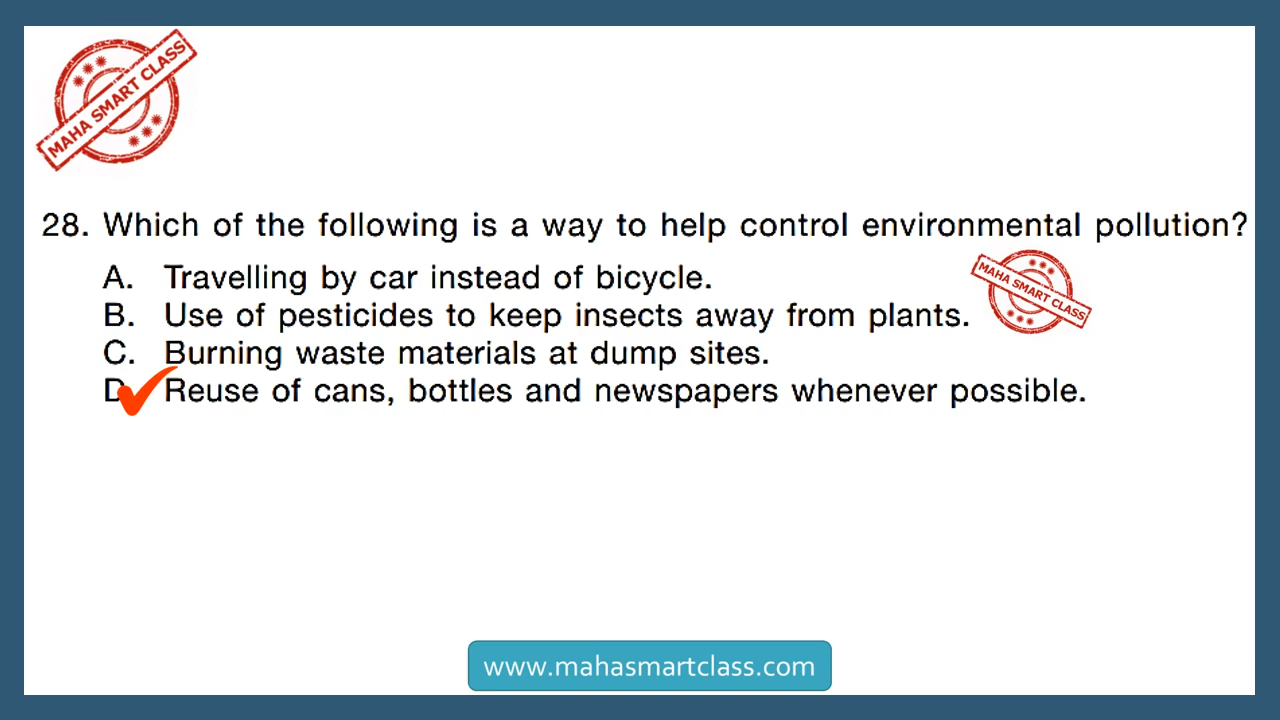 MAHA SMART CLASS
28. Which of the following is a way to help control environmental pollution?
A. Travelling by car instead of bicycle.
MAHA SMART CLASS
B. Use of pesticides to keep insects away from plants.
C. Burning waste materials at dump sites.
D. Reuse of cans, bottles and newspapers whenever possible.
www.mahasmartclass.com